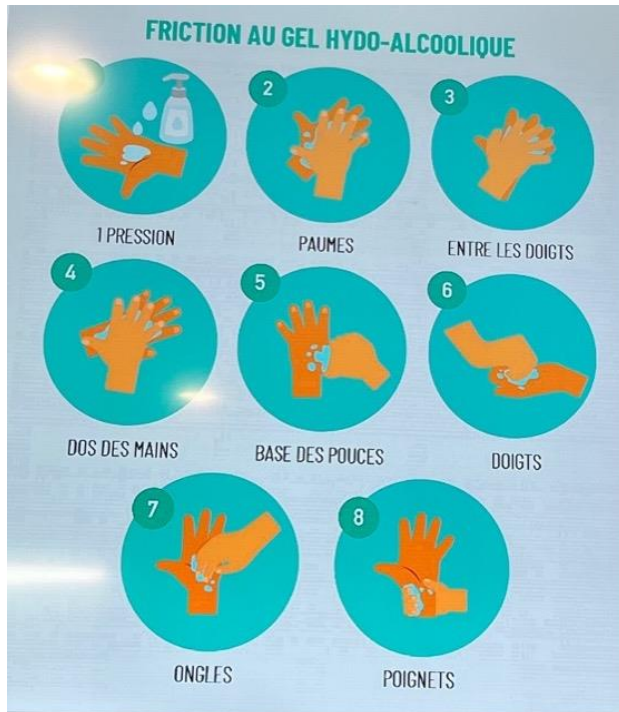 FRICTION AU GEL HYDO-ALCOOLIQUE
1 PRESSION
2
PAUMES
3
ENTRE LES DOIGTS
4
DOS DES MAINS
5
BASE DES POUCES
6
DOIGTS
7
ONGLES
8
POIGNETS